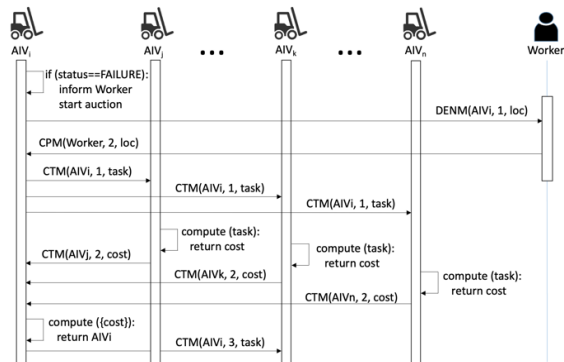 AIVi
AIVj
AIVk
AIVn
Worker
if (status==FAILURE):
inform Worker
start auction
DENM(AIVi, 1, loc)
CPM(Worker, 2, loc)
CTM(AIVi, 1, task)
CTM(AIVi, 1, task)
CTM(AIVi, 1, task)
compute (task):
return cost
compute (task):
return cost
CTM(AIVj, 2, cost)
CTM(AIVk, 2, cost)
compute (task):
return cost
CTM(AIVn, 2, cost)
compute ({cost}):
return AIVi
CTM(AIVi, 3, task)